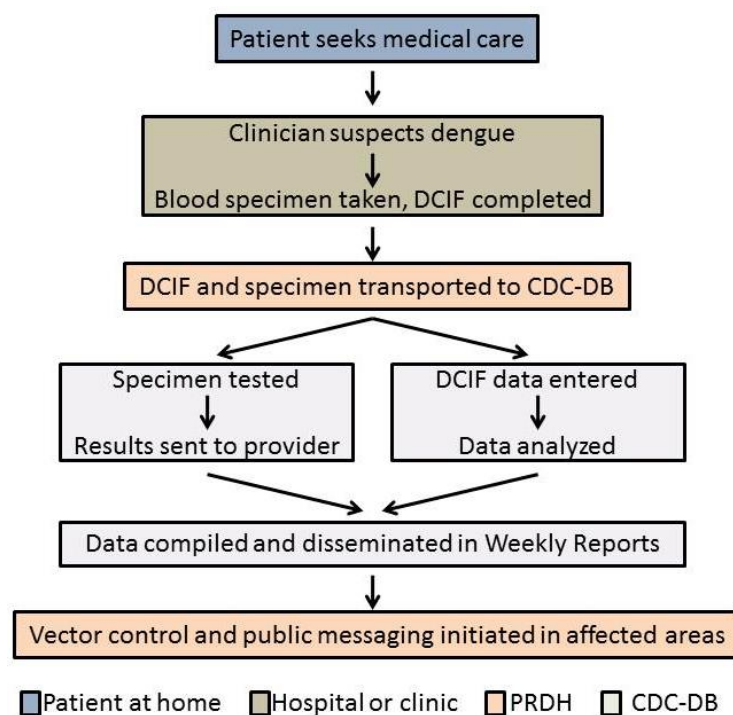 Patient seeks medical care
Clinician suspects dengue
Blood specimen taken, DCIF completed
DCIF and specimen transported to CDC-DB
Specimen tested
Results sent to provider
DCIF data entered
Data analyzed
Data compiled and disseminated in Weekly Reports
Vector control and public messaging initiated in affected areas
Patient at home Hospital or clinic PRDH CDC-DB